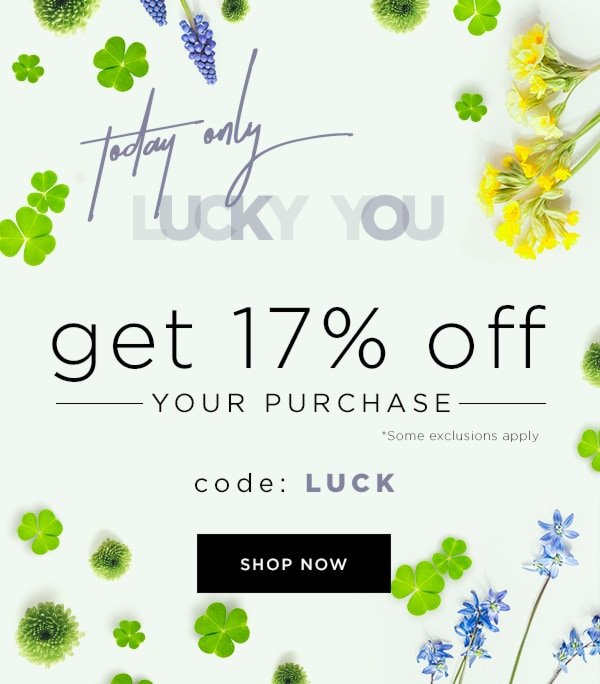 today only
LUCKY YOU
get 17% off
YOUR PURCHASE
*Some exclusions apply
code: LUCK
SHOP NOW